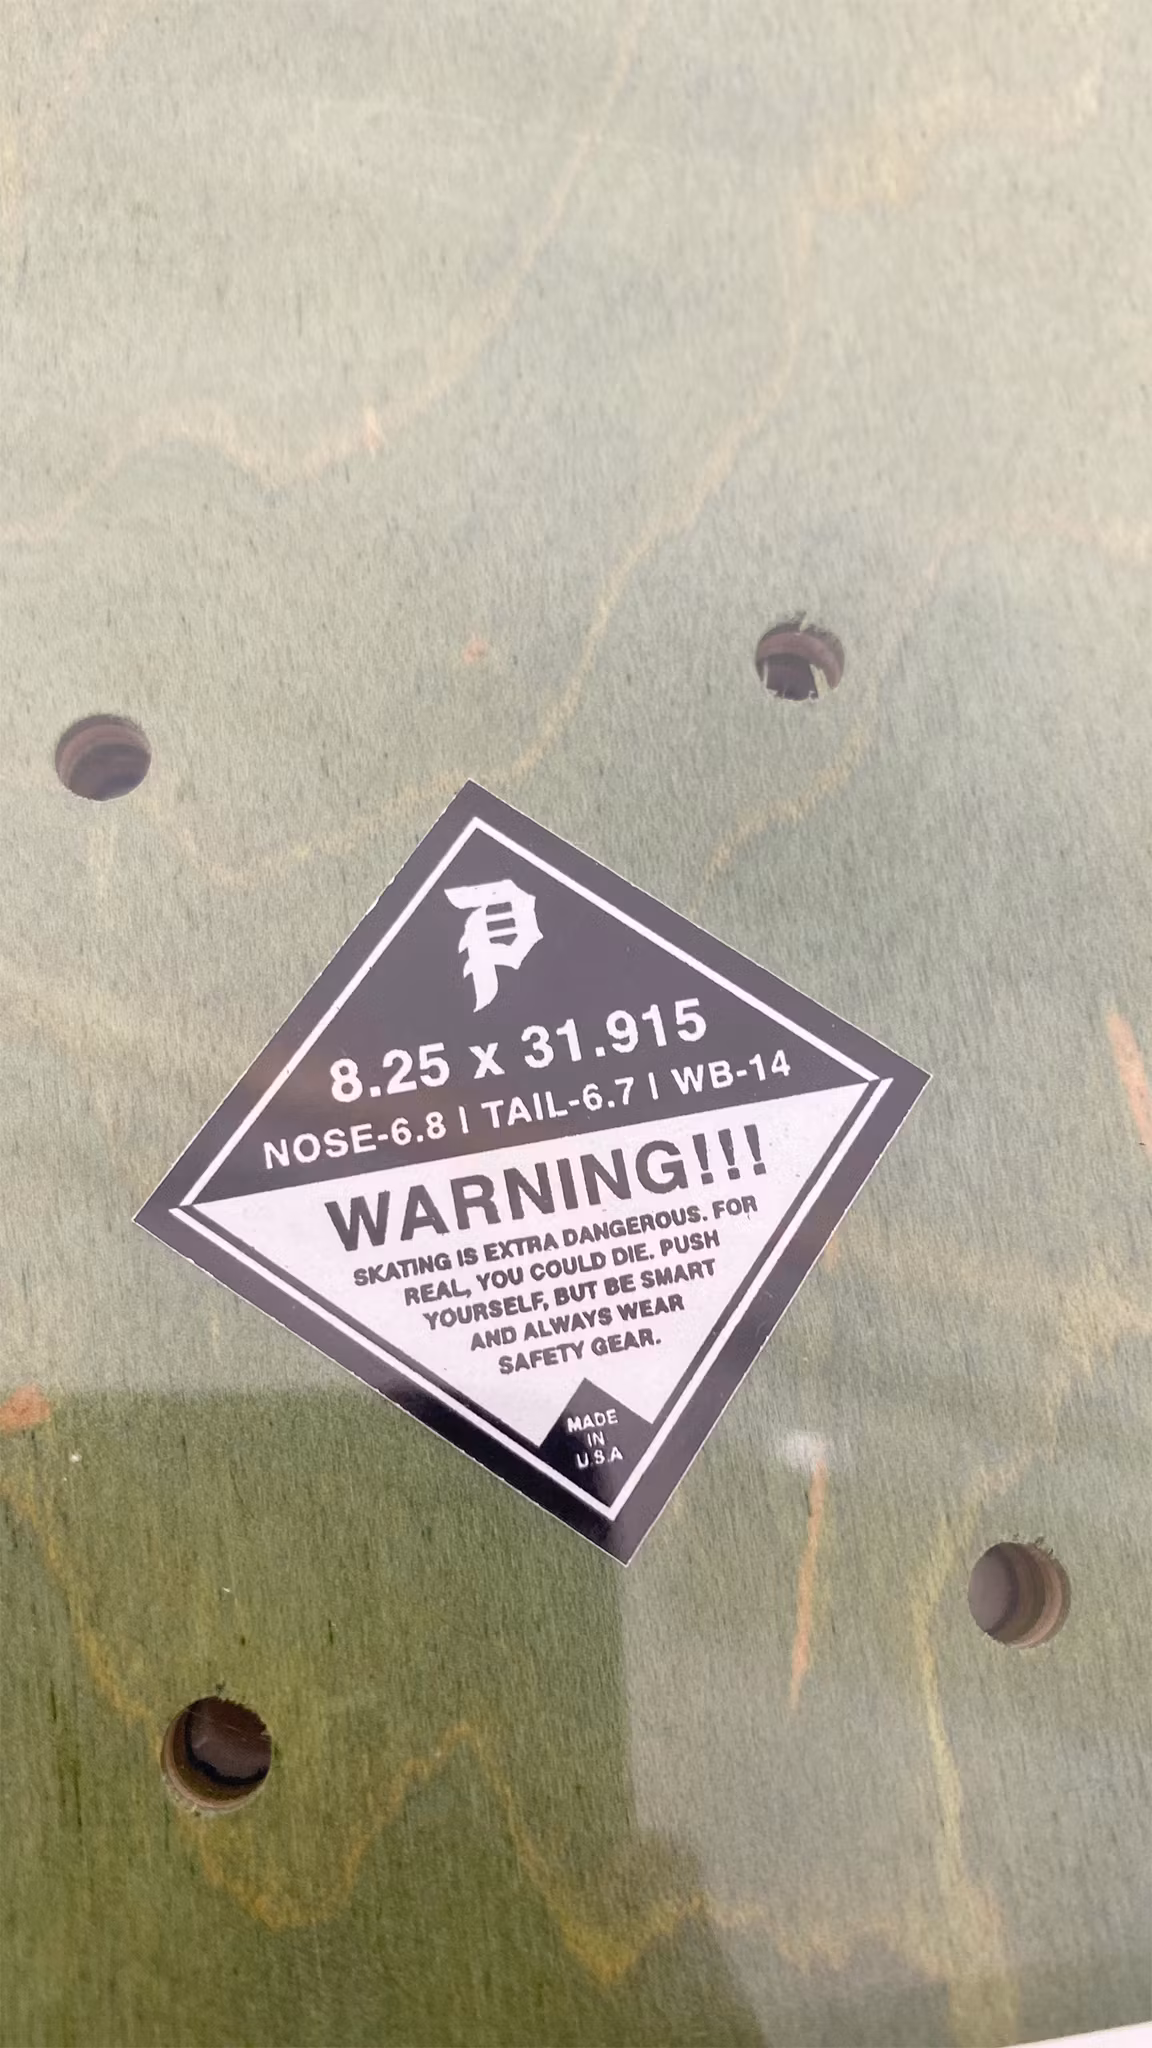 P
8.25 x 31.915
NOSE-6.8 | TAIL-6.7 | WB-14
WARNING!!!
SKATING IS EXTRA DANGEROUS. FOR
REAL, YOU COULD DIE. PUSH
YOURSELF, BUT BE SMART
AND ALWAYS WEAR
SAFETY GEAR.
MADE
IN
U.S.A